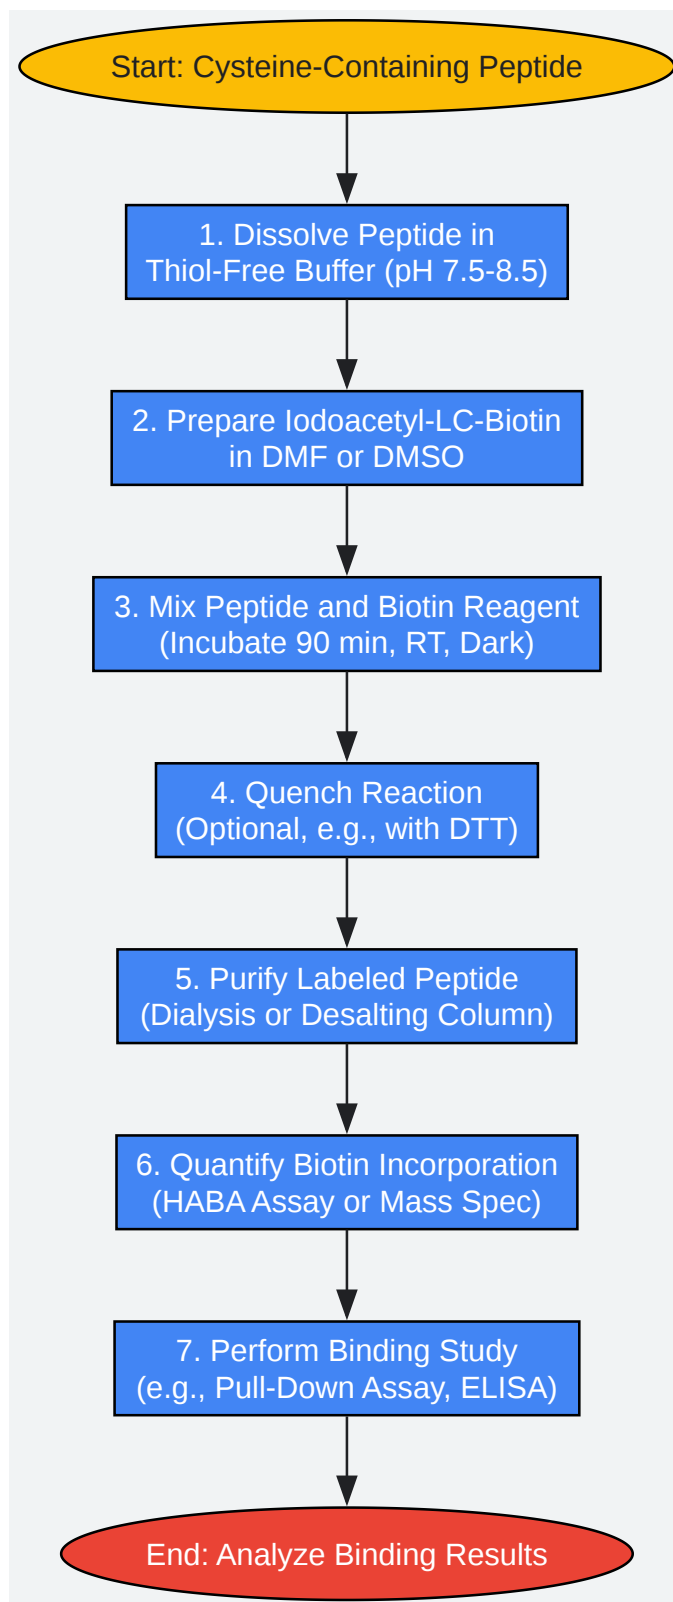 Start: Cysteine-Containing Peptide
1. Dissolve Peptide in
Thiol-Free Buffer (pH 7.5-8.5)
2. Prepare Iodoacetyl-LC-Biotin
in DMF or DMSO
3. Mix Peptide and Biotin Reagent
(Incubate 90 min, RT, Dark)
4. Quench Reaction
(Optional, e.g., with DTT)
5. Purify Labeled Peptide
(Dialysis or Desalting Column)
6. Quantify Biotin Incorporation
(HABA Assay or Mass Spec)
7. Perform Binding Study
(e.g., Pull-Down Assay, ELISA)
End: Analyze Binding Results